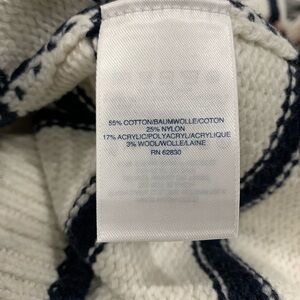 55% COTTON/BAUMWOLLE/COTON
25% NYLON
17% ACRYLIC/POLYACRYL/ACRYLIQUE
3% WOOL/WOLLE/LAINE
RN 62830